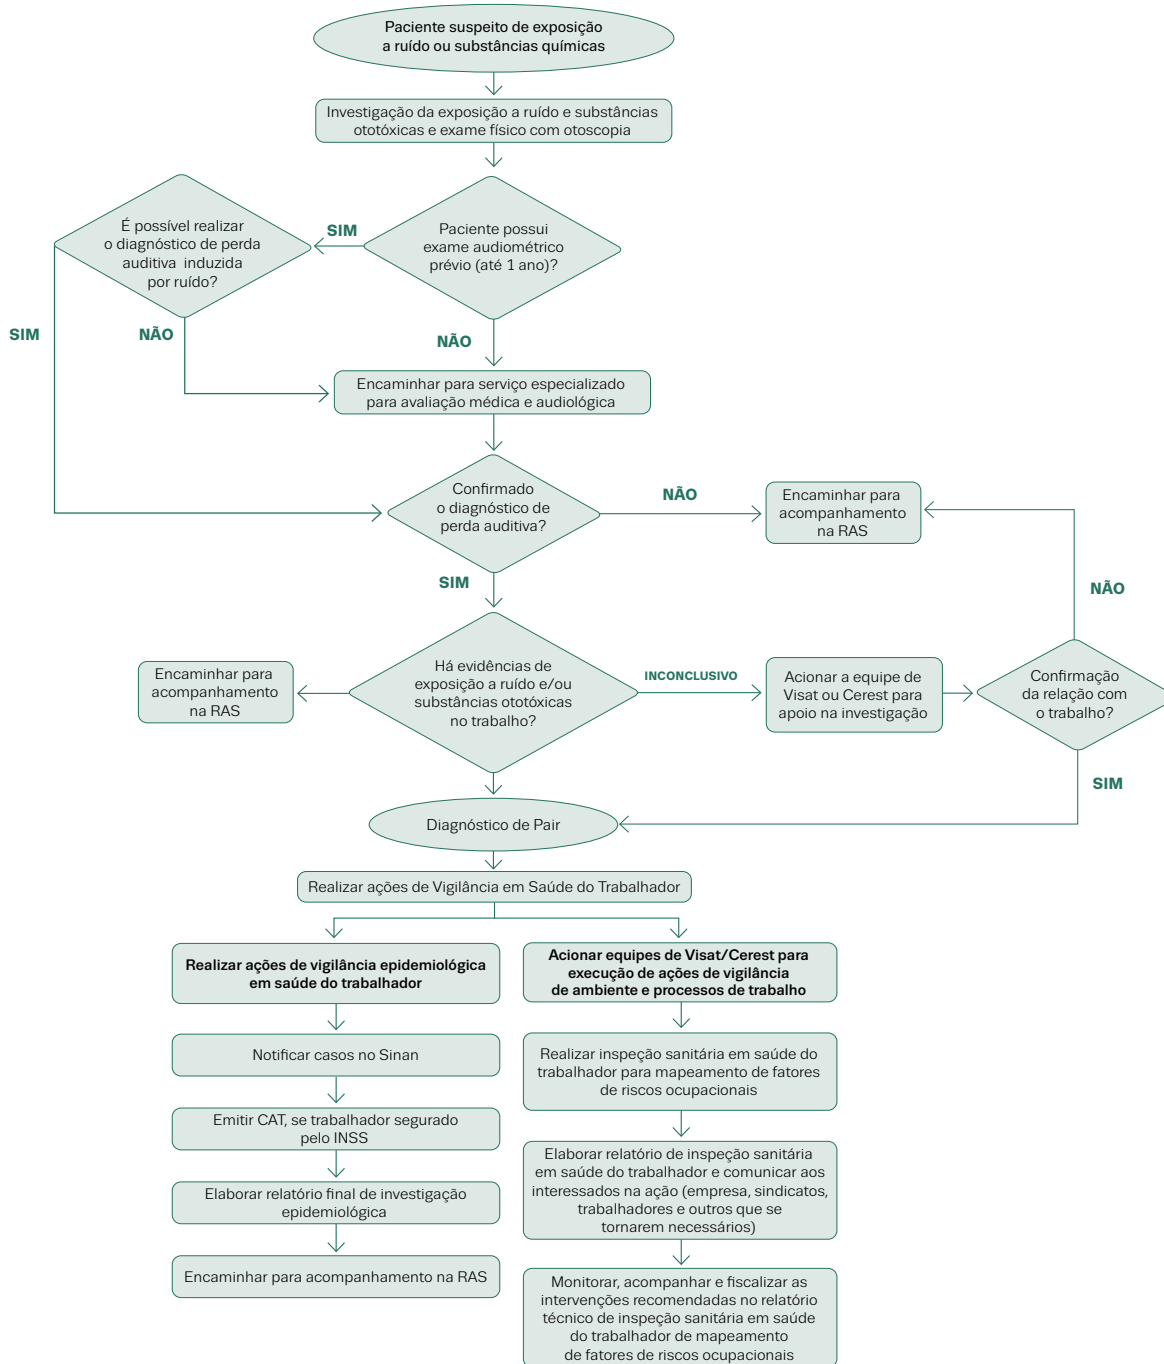 Paciente suspeito de exposição
a ruído ou substâncias químicas
Investigação da exposição a ruído e substâncias
ototóxicas e exame físico com otoscopia
É possível realizar
o diagnóstico de perda
auditiva induzida
por ruído?
SIM
Paciente possui
exame audiométrico
prévio (até 1 ano)?
SIM
NÃO
NÃO
Encaminhar para serviço especializado
para avaliação médica e audiológica
Confirmado
o diagnóstico de
perda auditiva?
NÃO
Encaminhar para
acompanhamento
na RAS
SIM
NÃO
Encaminhar para
acompanhamento
na RAS
Há evidências de
exposição a ruído e/ou
substâncias ototóxicas
no trabalho?
INCONCLUSIVO
Acionar a equipe de
Visat ou Cerest para
apoio na investigação
Confirmação
da relação com
o trabalho?
SIM
Diagnóstico de Pair
Realizar ações de Vigilância em Saúde do Trabalhador
Realizar ações de vigilância epidemiológica
em saúde do trabalhador
Notificar casos no Sinan
Emitir CAT, se trabalhador segurado
pelo INSS
Elaborar relatório final de investigação
epidemiológica
Encaminhar para acompanhamento na RAS
Acionar equipes de Visat/Cerest para
execução de ações de vigilância
de ambiente e processos de trabalho
Realizar inspeção sanitária em saúde do
trabalhador para mapeamento de fatores
de riscos ocupacionais
Elaborar relatório de inspeção sanitária
em saúde do trabalhador e comunicar aos
interessados na ação (empresa, sindicatos,
trabalhadores e outros que se
tornarem necessários)
Monitorar, acompanhar e fiscalizar as
intervenções recomendadas no relatório
técnico de inspeção sanitária em saúde
do trabalhador de mapeamento
de fatores de riscos ocupacionais